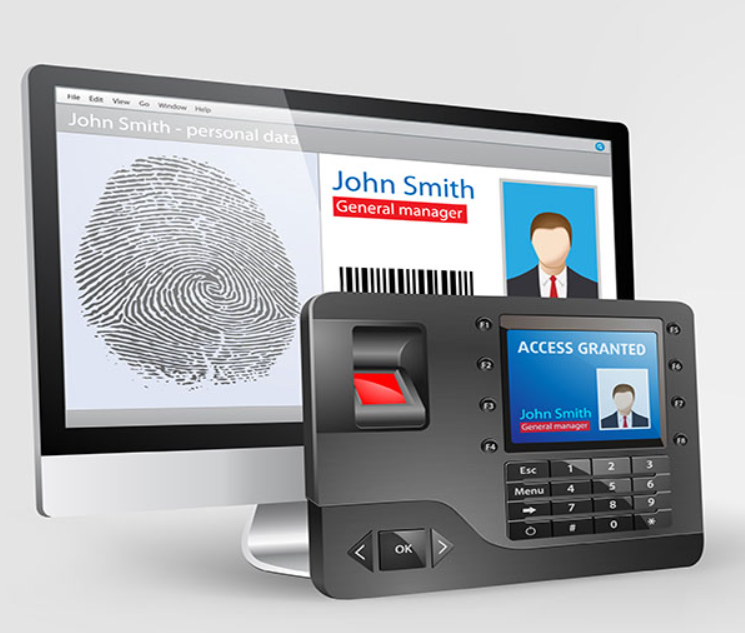 File Edit View Go Window Help
John Smith - personal data
John Smith
General manager
ACCESS GRANTED
John Smith
General manager
F1
F2
F3
F4
F5
F6
F7
F8
Esc 1 2 3
Menu 4 5 6
7 8 9
# 0 *
< OK >